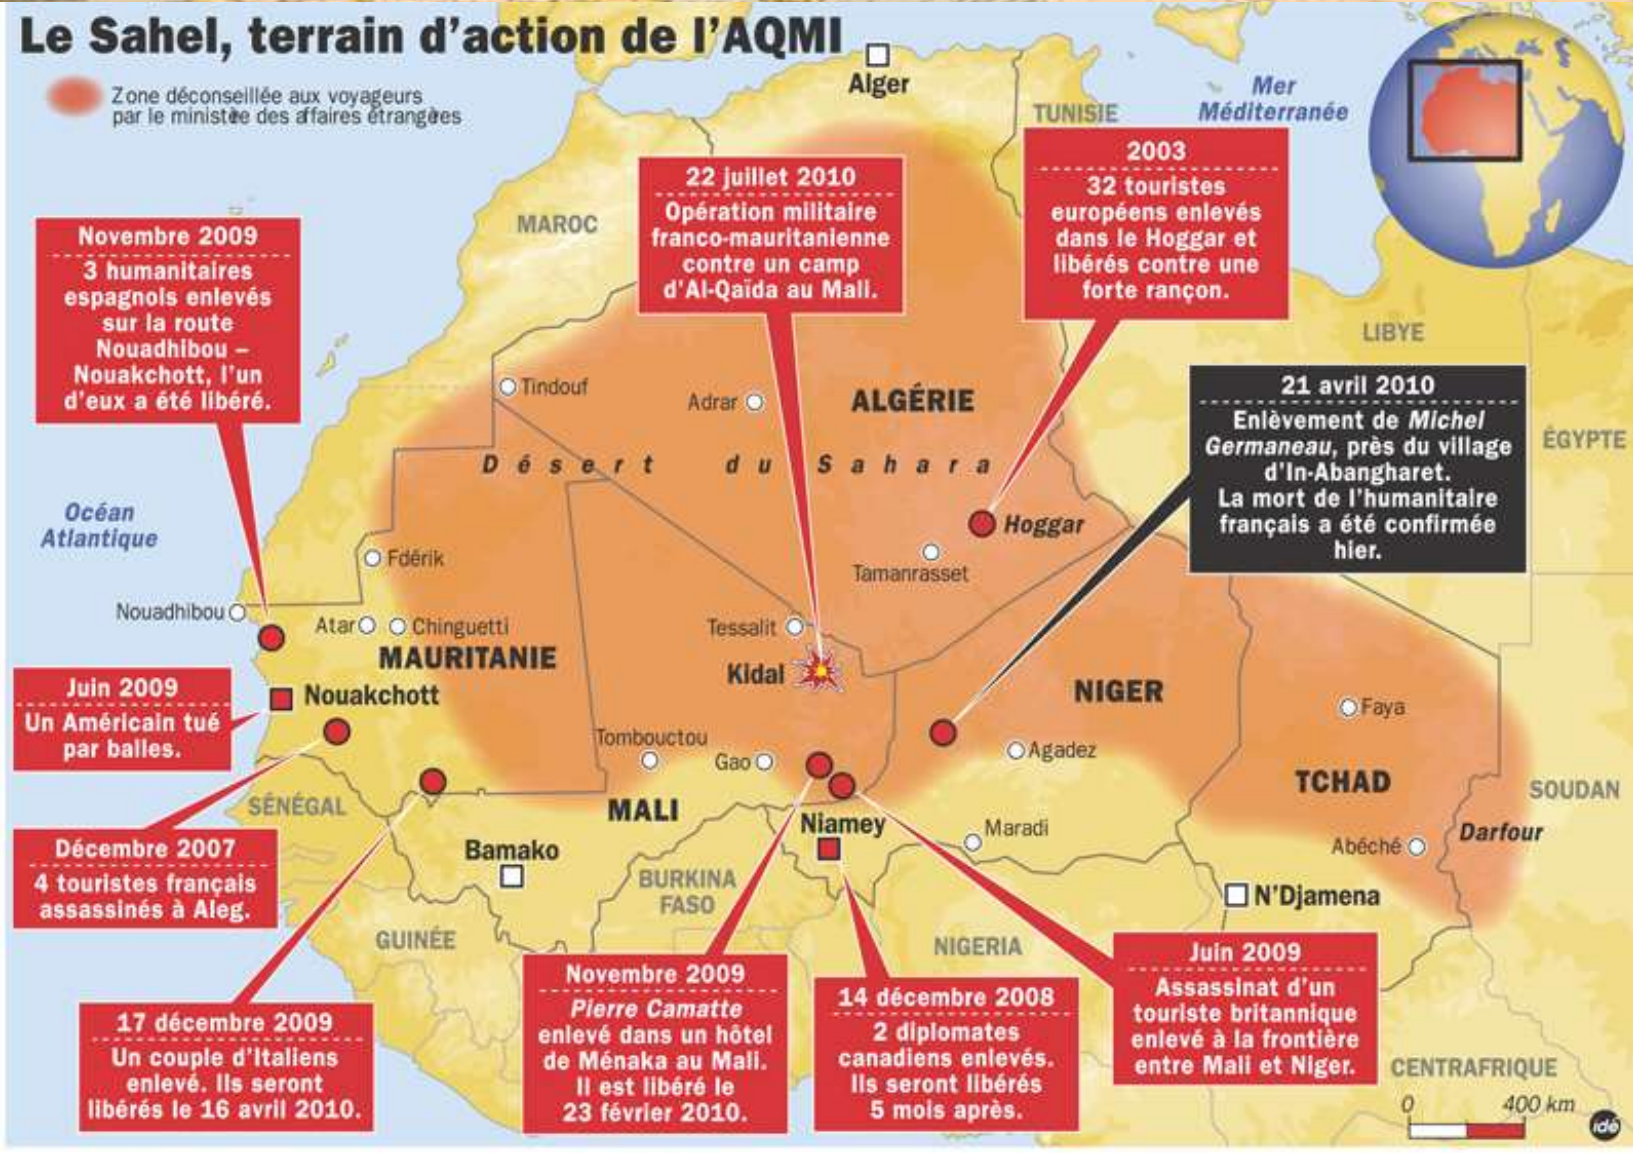 Le Sahel, terrain d'action de l'AQMI
Zone déconseillée aux voyageurs
par le ministère des affaires étrangères
Alger
TUNISIE
Mer
Méditerranée
MAROC
22 juillet 2010
Opération militaire
franco-mauritanienne
contre un camp
d'Al-Qaïda au Mali.
2003
32 touristes
européens enlevés
dans le Hoggar et
libérés contre une
forte rançon.
Novembre 2009
3 humanitaires
espagnols enlevés
sur la route
Nouadhibou –
Nouakchott, l'un
d'eux a été libéré.
LIBYE
21 avril 2010
Enlèvement de Michel
Germaneau, près du village
d'In-Abangharet.
La mort de l'humanitaire
français a été confirmée
hier.
ÉGYPTE
Tindouf
Adrar
ALGÉRIE
Désert du Sahara
Océan
Atlantique
Hoggar
Fdérik
Tamanrasset
Nouadhibou
Atar
Chinguetti
Tessalit
MAURITANIE
Kidal
NIGER
Juin 2009
Un Américain tué
par balles.
Nouakchott
Faya
Tombouctou
Gao
Agadez
TCHAD
SOUDAN
SÉNÉGAL
MALI
Niamey
Maradi
Darfour
Abéché
Décembre 2007
4 touristes français
assassinés à Aleg.
Bamako
BURKINA
FASO
N'Djamena
GUINÉE
NIGERIA
17 décembre 2009
Un couple d'Italiens
enlevé. Ils seront
libérés le 16 avril 2010.
Novembre 2009
Pierre Camatte
enlevé dans un hôtel
de Ménaka au Mali.
Il est libéré le
23 février 2010.
14 décembre 2008
2 diplomates
canadiens enlevés.
Ils seront libérés
5 mois après.
Juin 2009
Assassinat d'un
touriste britannique
enlevé à la frontière
entre Mali et Niger.
CENTRAFRIQUE
0 400 km
idé